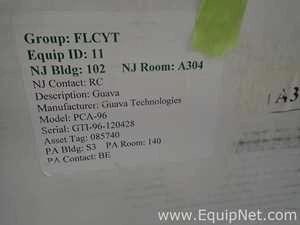 Group: FLCYT
Equip ID: 11
NJ Bldg: 102 NJ Room: A304
NJ Contact: RC
Description: Guava
Manufacturer: Guava Technologies
Model: PCA-96
Serial: GTI-96-120428
Asset Tag: 085740
PA Bldg: S3 PA Room: 140
PA Contact: BE
A3
www.EquipNet.com